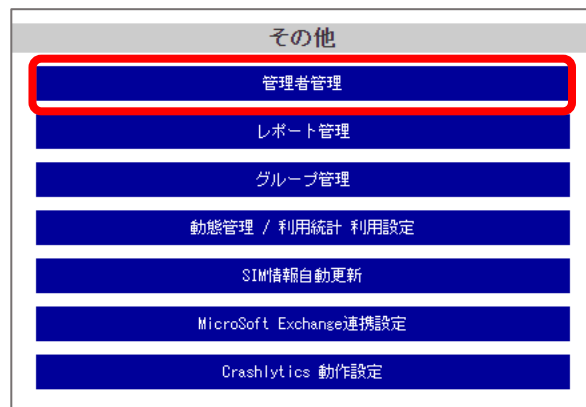 その他
管理者管理
レポート管理
グループ管理
動態管理 / 利用統計 利用設定
SIM情報自動更新
MicroSoft Exchange連携設定
Crashlytics 動作設定